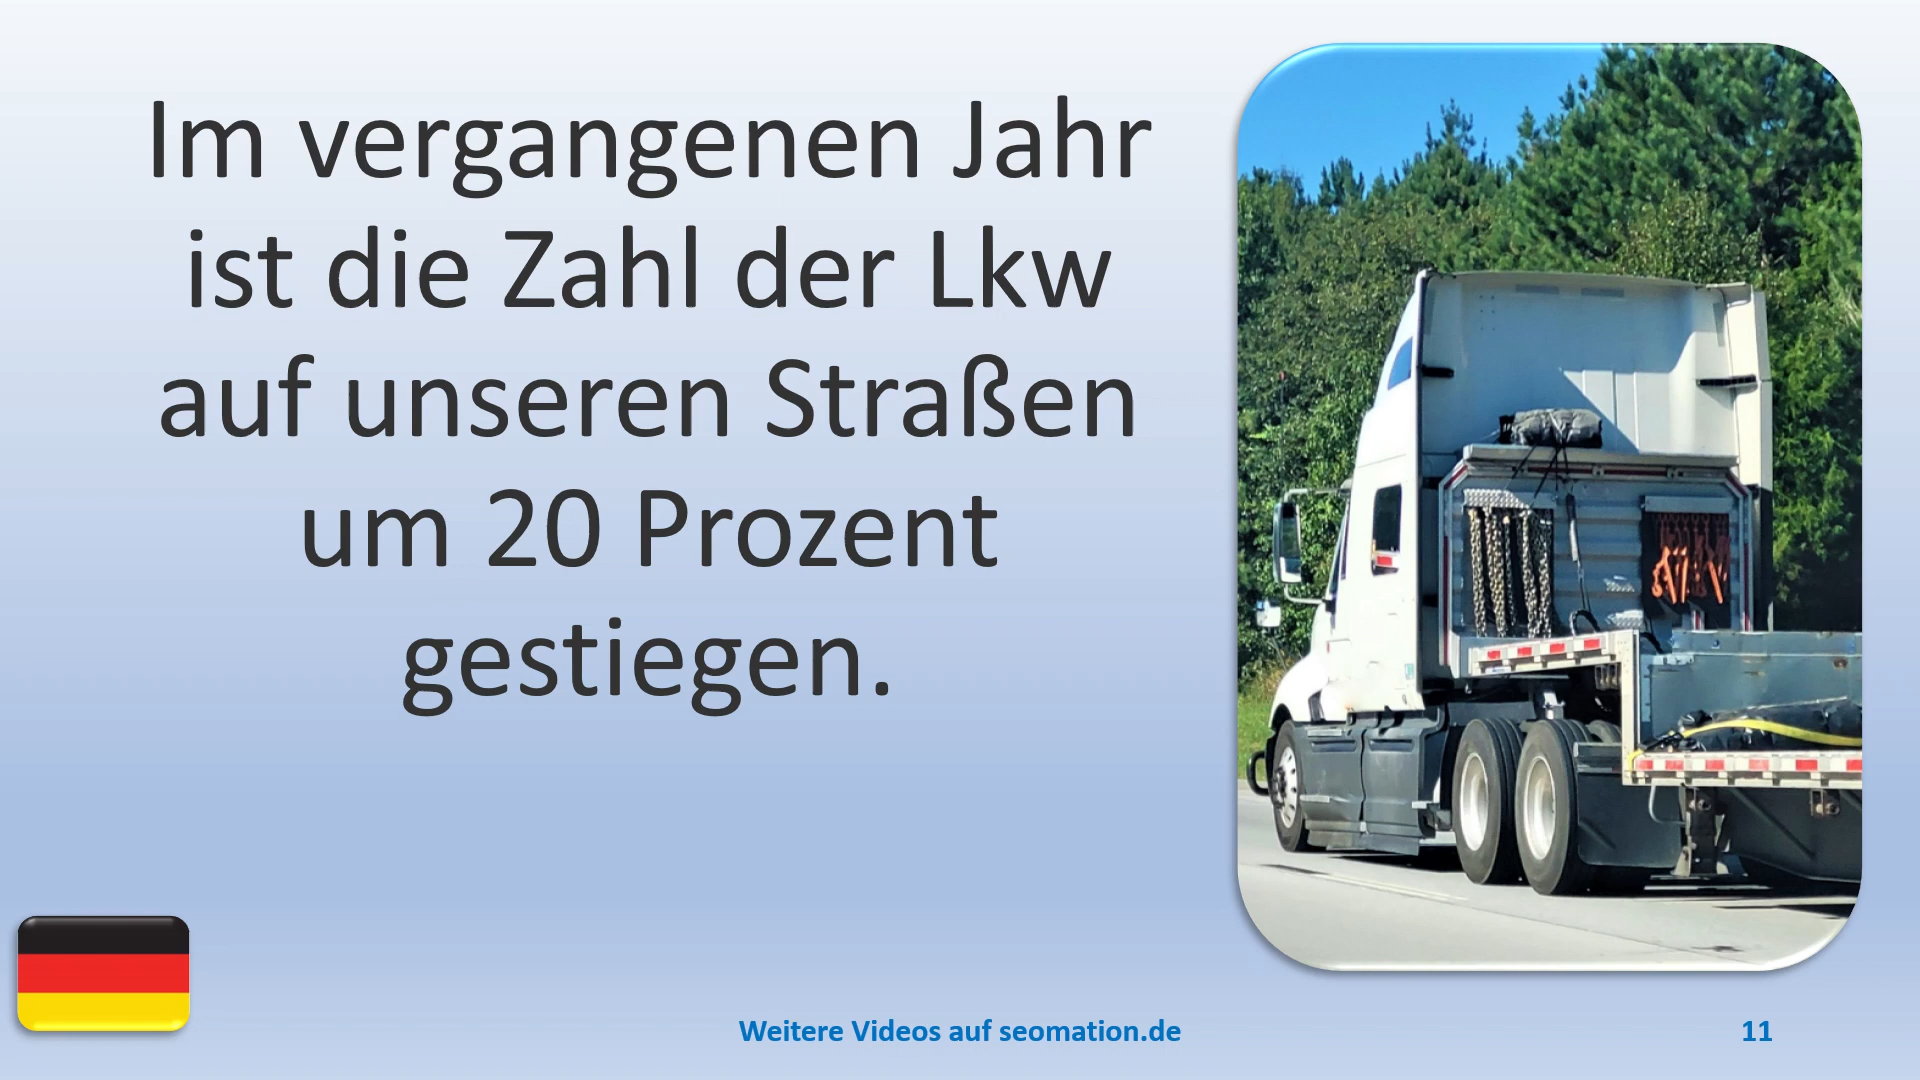 Im vergangenen Jahr
ist die Zahl der Lkw
auf unseren Straßen
um 20 Prozent
gestiegen.
Weitere Videos auf seomation.de
11